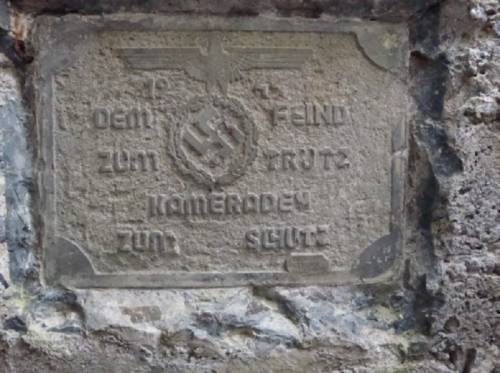 DEM FEIND
ZUM TRUTZ
KAMERADEN
ZUM SCHUTZ